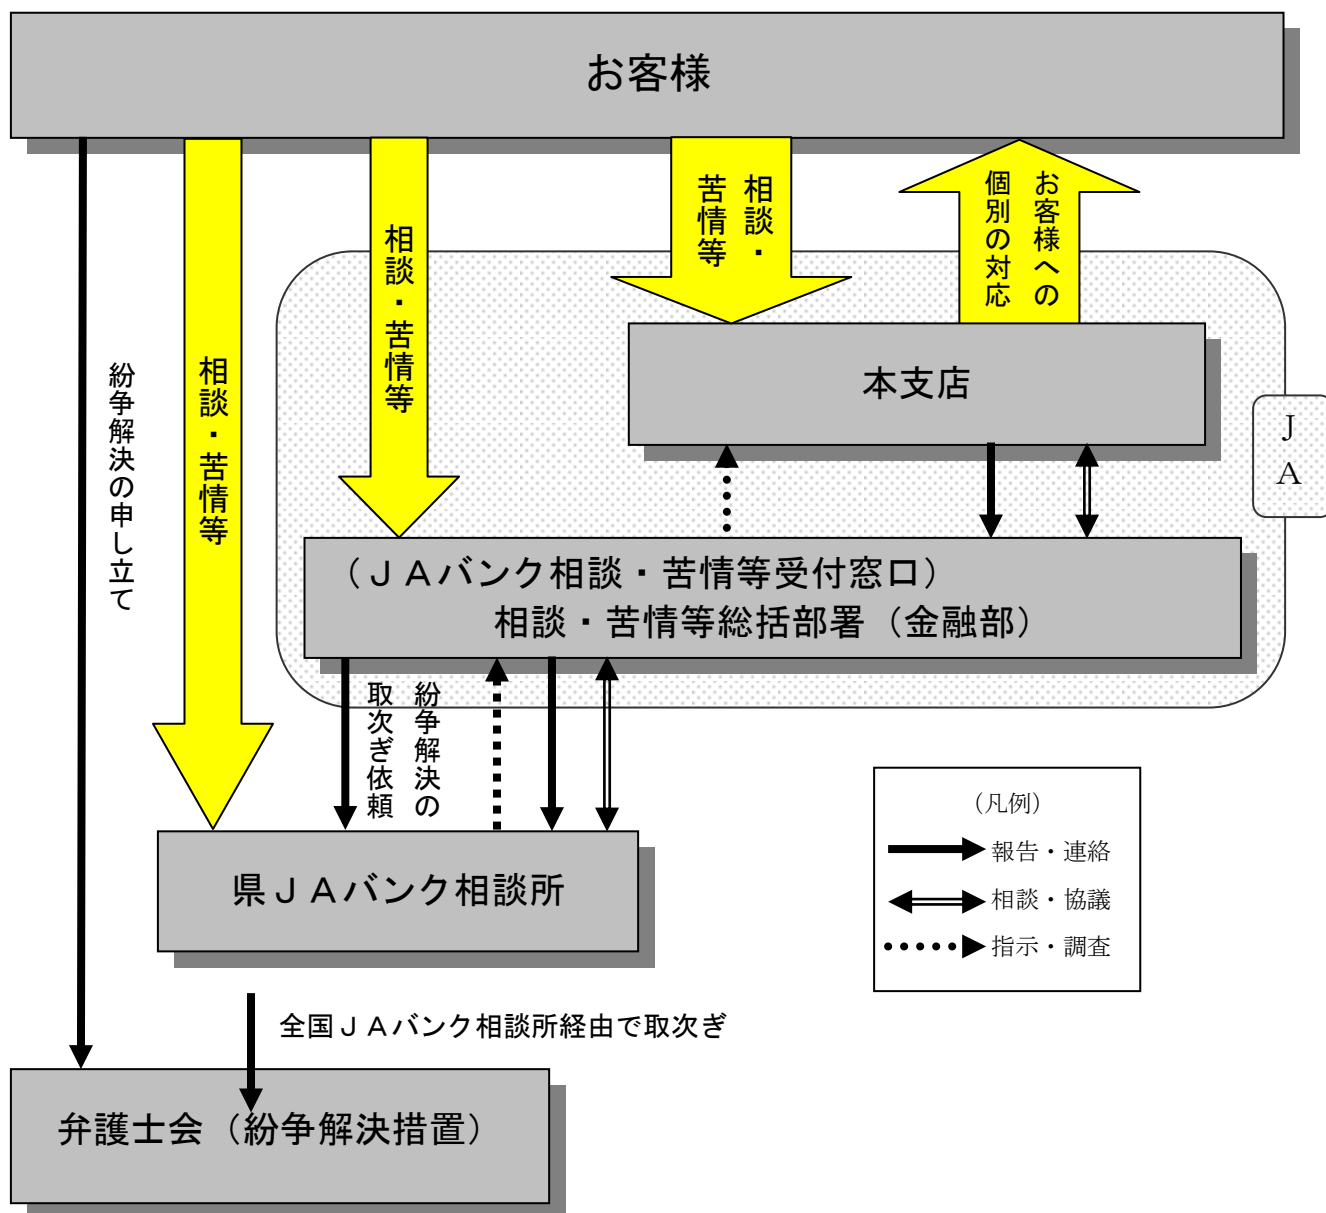 お客様
相談・
苦情等
お客様への
個別の対応
相談・苦情等
相談・苦情等
紛争解決の申し立て
本支店
ＪＡ
（ＪＡバンク相談・苦情等受付窓口）
相談・苦情等総括部署（金融部）
紛争解決の
取次ぎ依頼
（凡例）
報告・連絡
相談・協議
指示・調査
県ＪＡバンク相談所
全国ＪＡバンク相談所経由で取次ぎ
弁護士会（紛争解決措置）